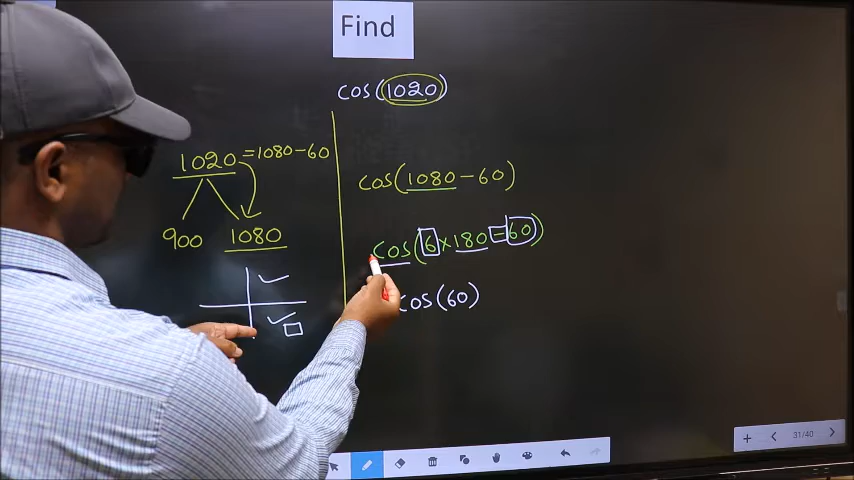 Find
cos(1020)
1020 = 1080 - 60
900 1080
cos(1080 - 60)
cos(6 × 180 - 60)
cos(60)
31/40